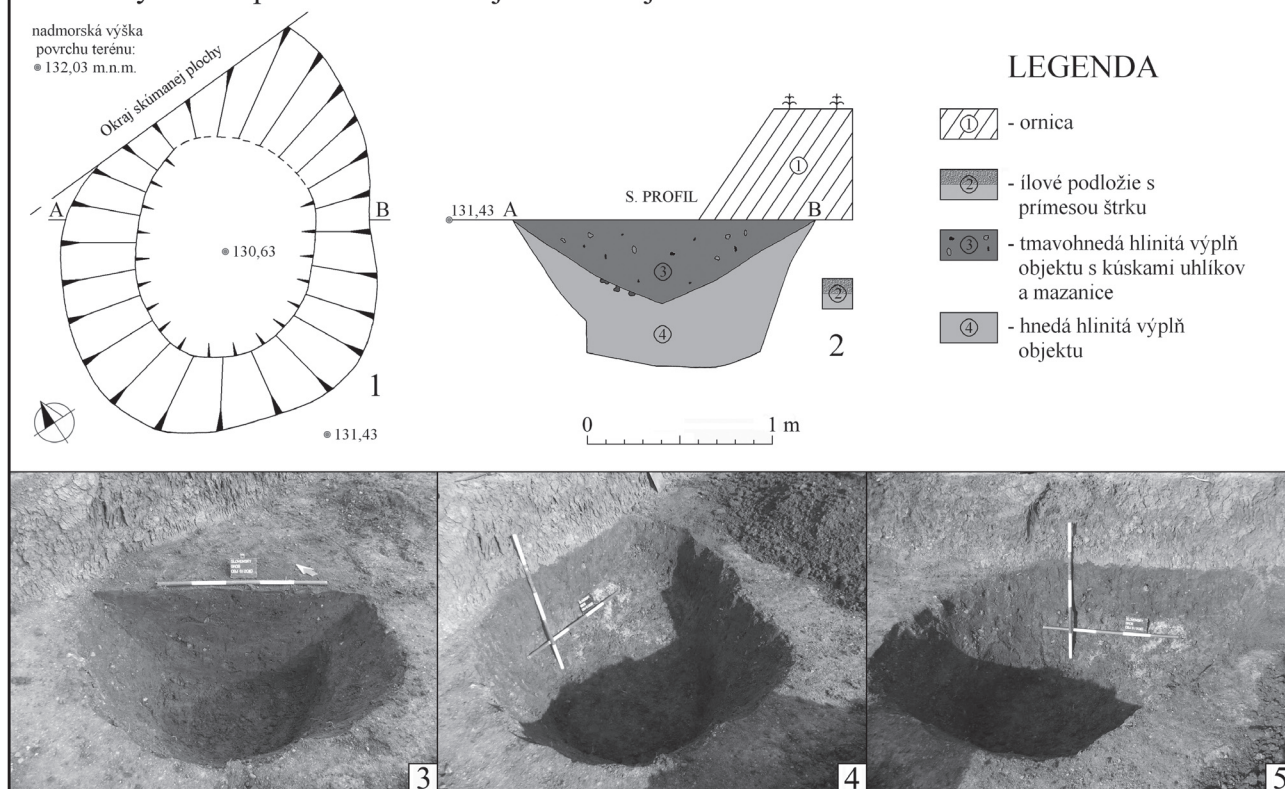 nadmorská výška
povrchu terénu:
132,03 m.n.m.
Okraj skúmanej plochy
A
B
130,63
1
131,43
S. PROFIL
131,43
A
B
1
3
4
2
2
0
1 m
LEGENDA
1 - ornica
2 - ílové podložie s
prímesou štrku
3 - tmavohnedá hlinitá výplň
objektu s kúskami uhlíkov
a mazanice
4 - hnedá hlinitá výplň
objektu
3
4
5